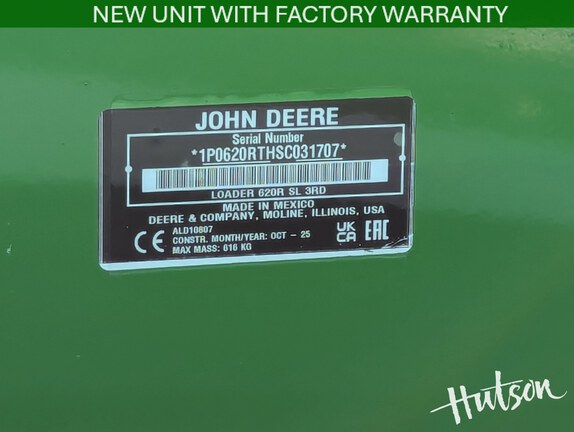 NEW UNIT WITH FACTORY WARRANTY
JOHN DEERE
Serial Number
*1P0620RTHSC031707*
LOADER 620R SL 3RD
MADE IN MEXICO
DEERE & COMPANY, MOLINE, ILLINOIS, USA
CE
ALD10807
CONSTR. MONTH/YEAR: OCT - 25
MAX MASS: 616 KG
UK
CA
EAC
Hutson